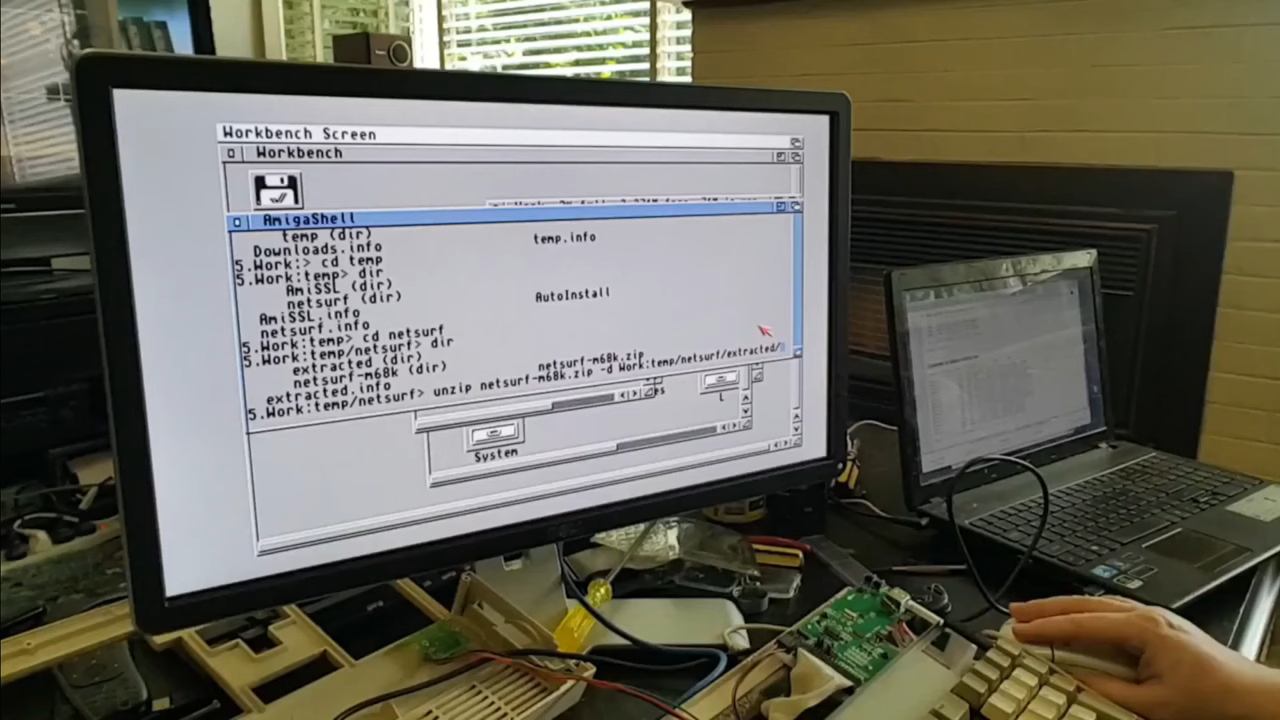 Workbench Screen
Workbench
AmigaShell
temp (dir)
Downloads.info temp.info
5.Work:> cd temp
5.Work:temp> dir
AmiSSL (dir)
netsurf (dir)
AmiSSL.info AutoInstall
netsurf.info
5.Work:temp> cd netsurf
5.Work:temp/netsurf> dir
extracted (dir)
netsurf-m68k (dir)
extracted.info netsurf-m68k.zip
5.Work:temp/netsurf> unzip netsurf-m68k.zip -d Work:temp/netsurf/extracted/
L
System